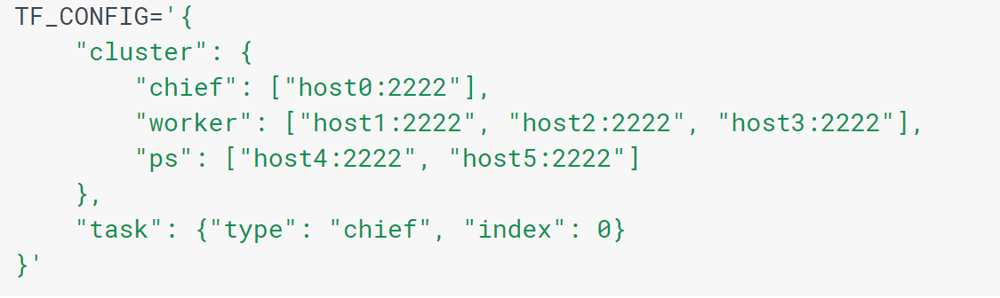 TF_CONFIG='{
    "cluster": {
        "chief": ["host0:2222"],
        "worker": ["host1:2222", "host2:2222", "host3:2222"],
        "ps": ["host4:2222", "host5:2222"]
    },
    "task": {"type": "chief", "index": 0}
}'